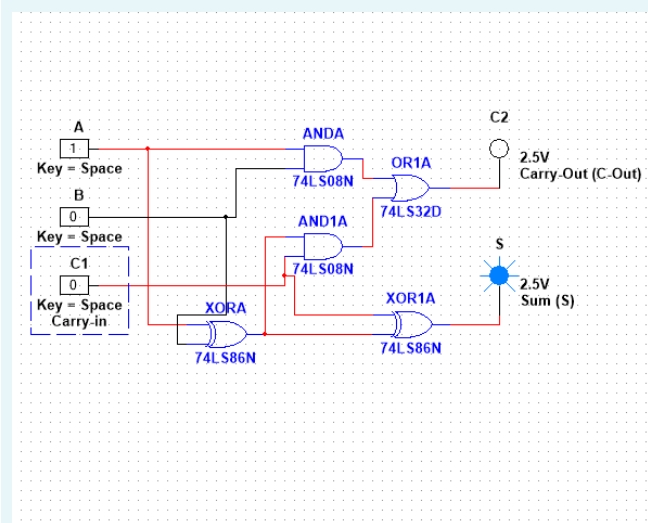 A
1
Key = Space
B
0
Key = Space
C1
0
Key = Space
Carry-in
ANDA
74LS08N
AND1A
74LS08N
XORA
74LS86N
OR1A
74LS32D
XOR1A
74LS86N
C2
2.5V
Carry-Out (C-Out)
S
2.5V
Sum (S)